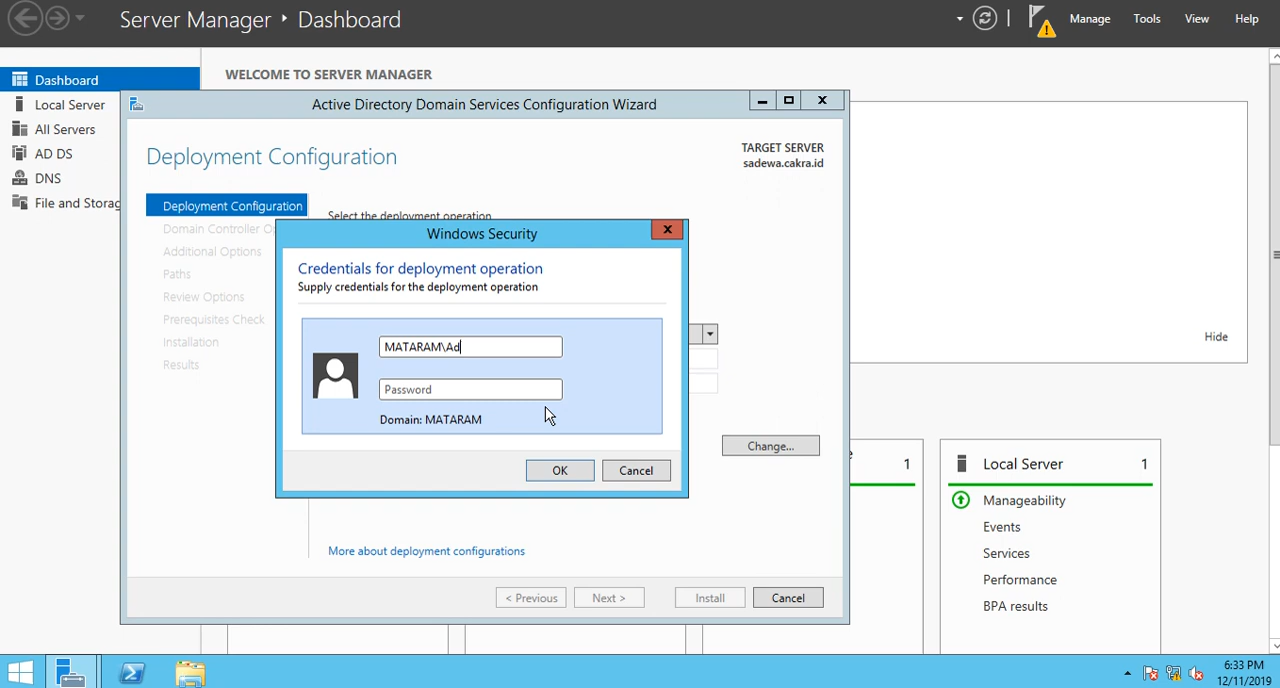 Server Manager ‣ Dashboard
Manage Tools View Help
Dashboard
Local Server
All Servers
AD DS
DNS
File and Storag
WELCOME TO SERVER MANAGER
Active Directory Domain Services Configuration Wizard
Deployment Configuration
TARGET SERVER
sadewa.cakra.id
Deployment Configuration
Domain Controller Op
Additional Options
Paths
Review Options
Prerequisites Check
Installation
Results
Select the deployment operation
Windows Security
Credentials for deployment operation
Supply credentials for the deployment operation
MATARAM\Ad
Password
Domain: MATARAM
OK Cancel
Change...
More about deployment configurations
< Previous Next > Install Cancel
Hide
1
Local Server 1
Manageability
Events
Services
Performance
BPA results
6:33 PM
12/11/2019